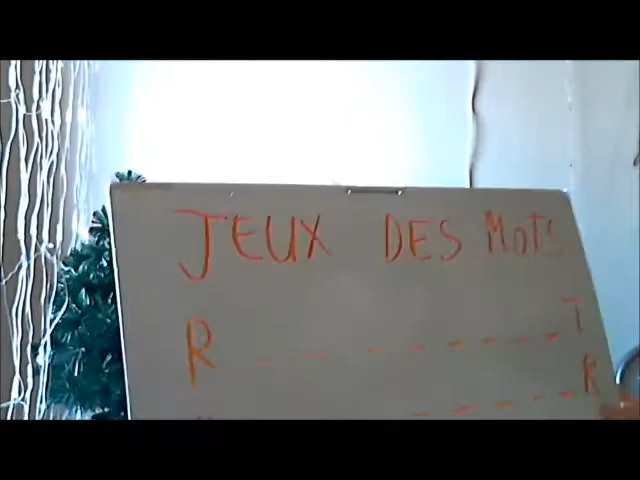 JEUX DES MOTS
R _ _ _ _ _ _ _ _ T
_ _ _ _ R